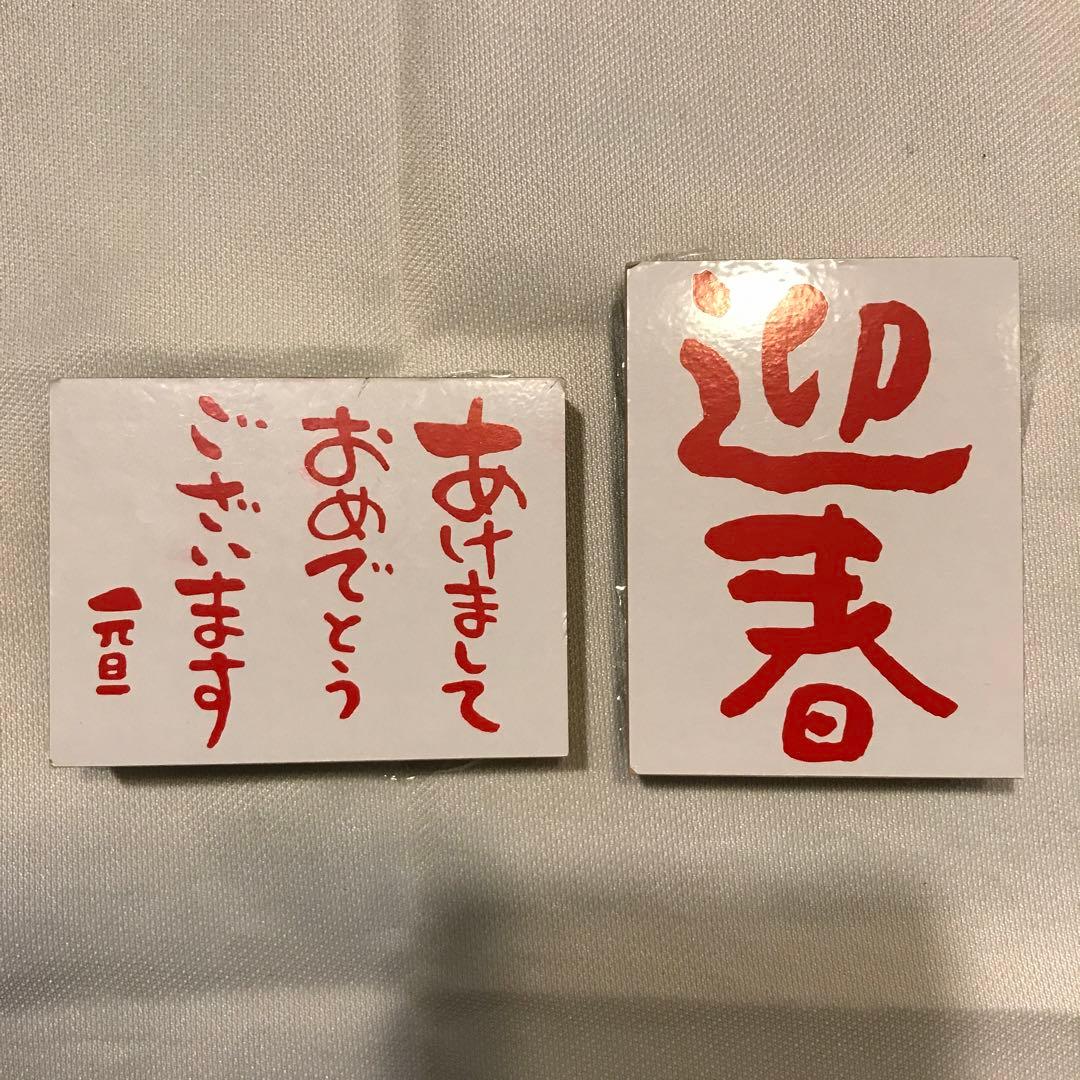 あけまして
おめでとう
ございます
一元旦
迎春